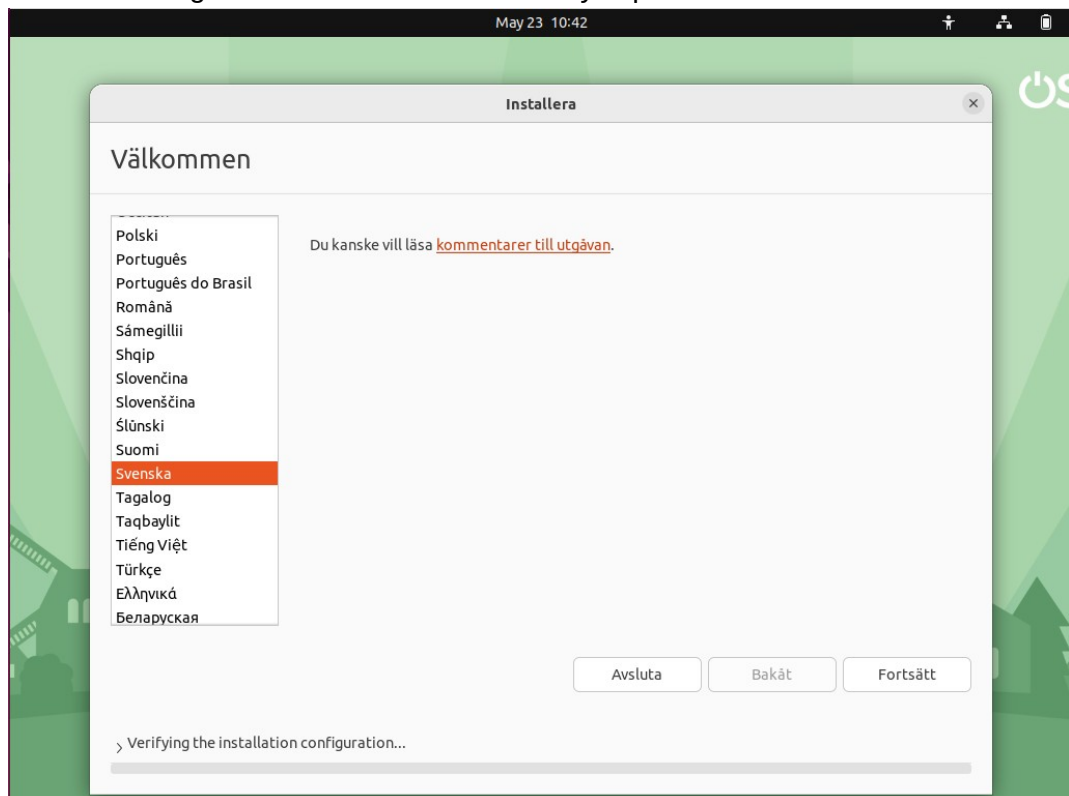 May 23 10:42
Installera
Välkommen
Polski
Português
Português do Brasil
Română
Sámegillii
Shqip
Slovenčina
Slovenščina
Ślůnski
Suomi
Svenska
Tagalog
Taqbaylit
Tiếng Việt
Türkçe
Ελληνικά
Беларуская
Du kanske vill läsa kommentarer till utgåvan.
Avsluta
Bakåt
Fortsätt
Verifying the installation configuration...